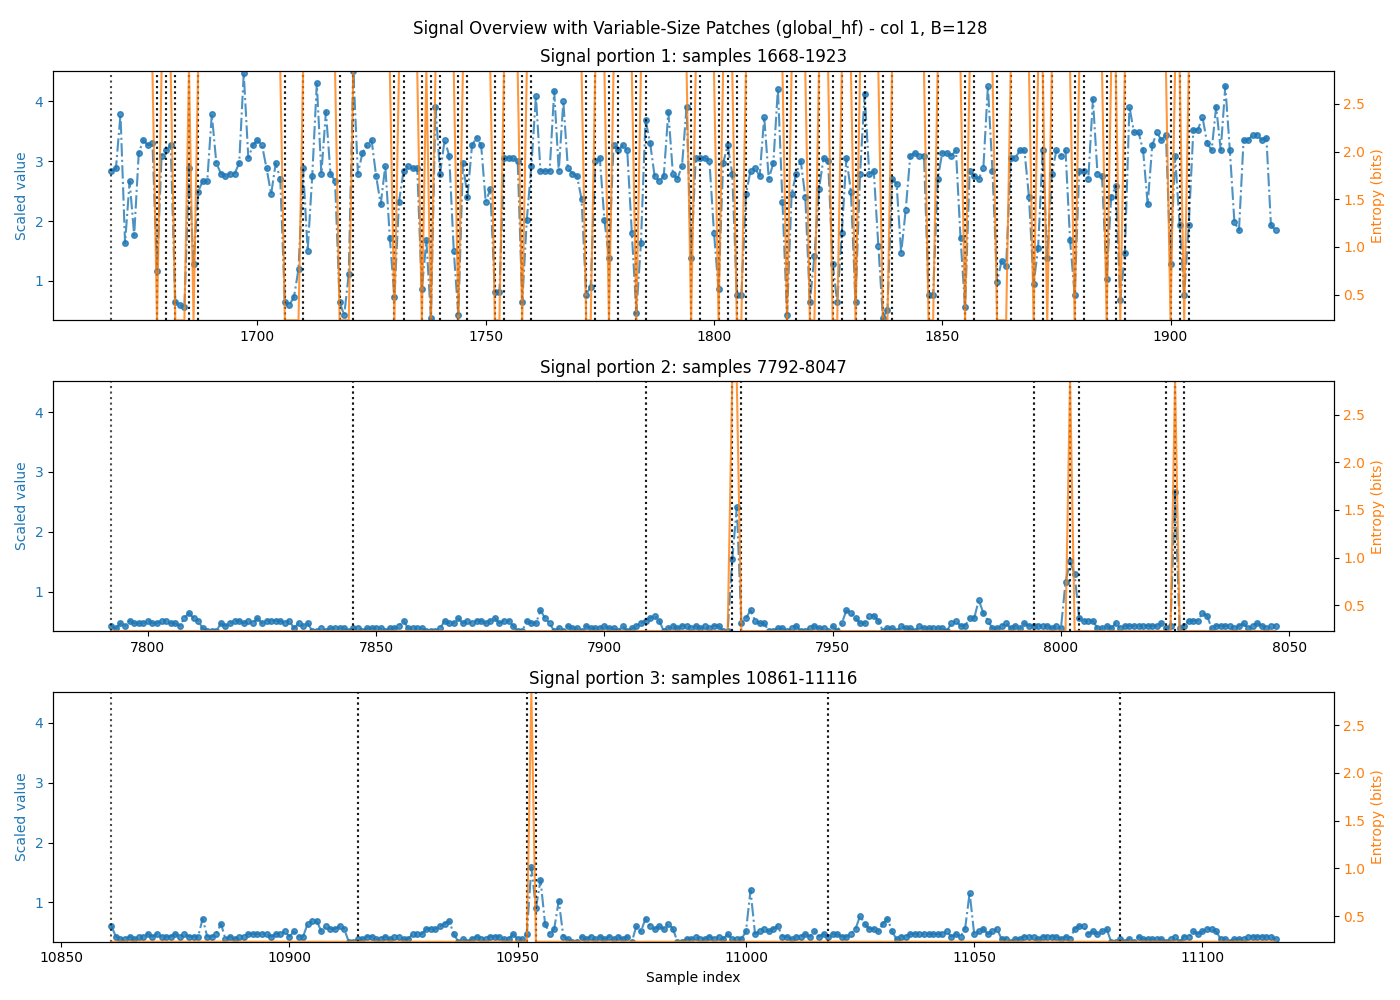 Signal Overview with Variable-Size Patches (global_hf) - col 1, B=128
Signal portion 1: samples 1668-1923
Scaled value
4
3
2
1
Entropy (bits)
2.5
2.0
1.5
1.0
0.5
1700 1750 1800 1850 1900
Signal portion 2: samples 7792-8047
Scaled value
4
3
2
1
Entropy (bits)
2.5
2.0
1.5
1.0
0.5
7800 7850 7900 7950 8000 8050
Signal portion 3: samples 10861-11116
Scaled value
4
3
2
1
Entropy (bits)
2.5
2.0
1.5
1.0
0.5
10850 10900 10950 11000 11050 11100
Sample index